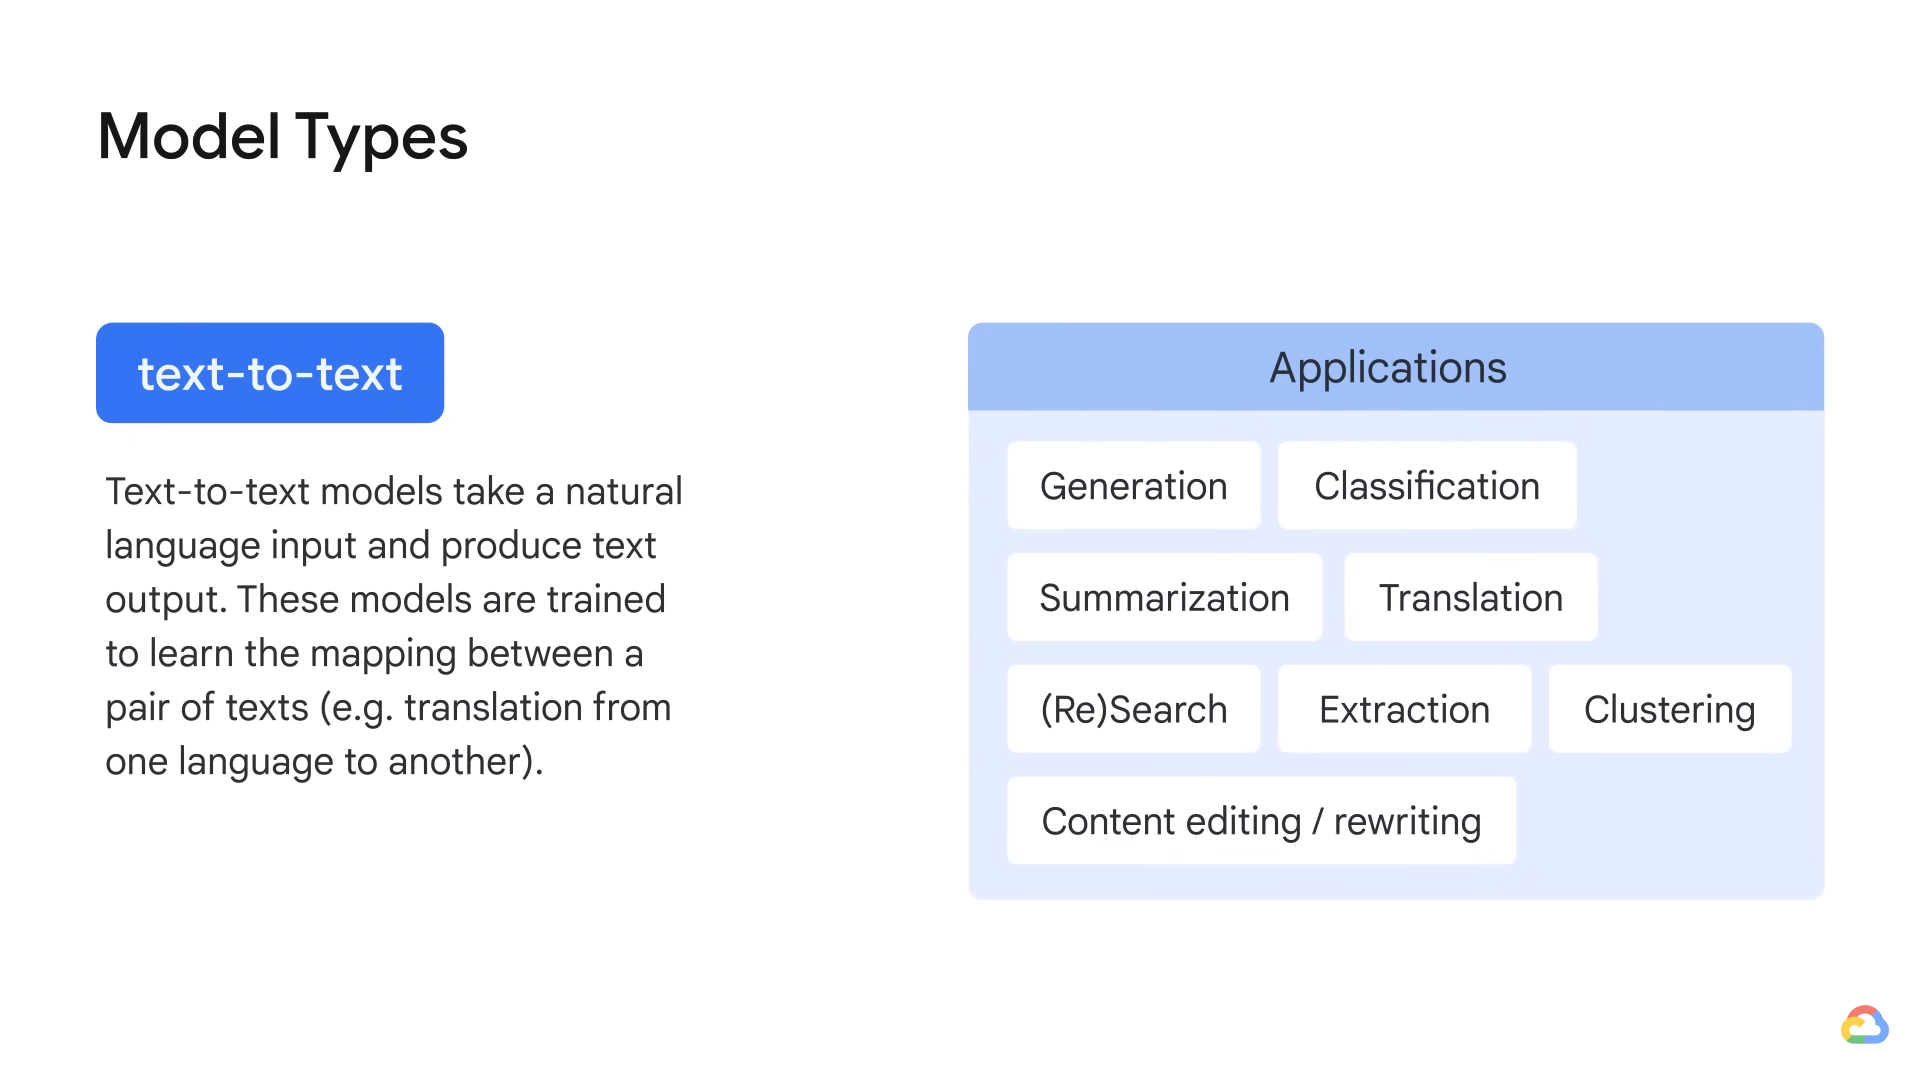 Model Types
text-to-text
Text-to-text models take a natural
language input and produce text
output. These models are trained
to learn the mapping between a
pair of texts (e.g. translation from
one language to another).
Applications
Generation
Classification
Summarization
Translation
(Re)Search
Extraction
Clustering
Content editing / rewriting